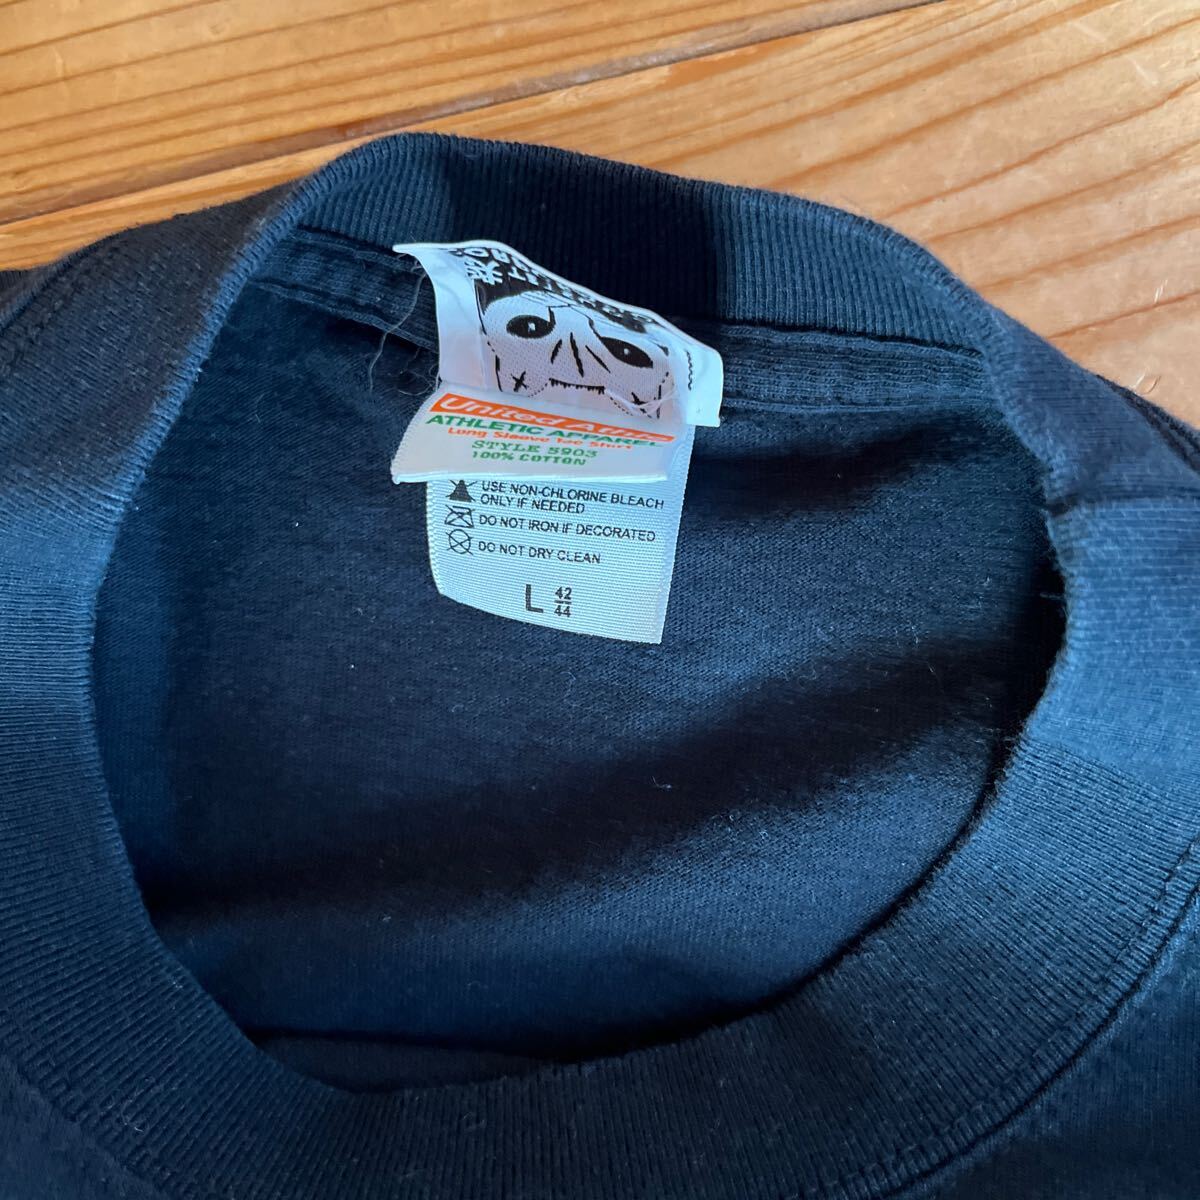 United Athle
ATHLETIC APPAREL
Long Sleeve Tee Shirt
STYLE 5903
100% COTTON
USE NON-CHLORINE BLEACH
ONLY IF NEEDED
DO NOT IRON IF DECORATED
DO NOT DRY CLEAN
L 42
44